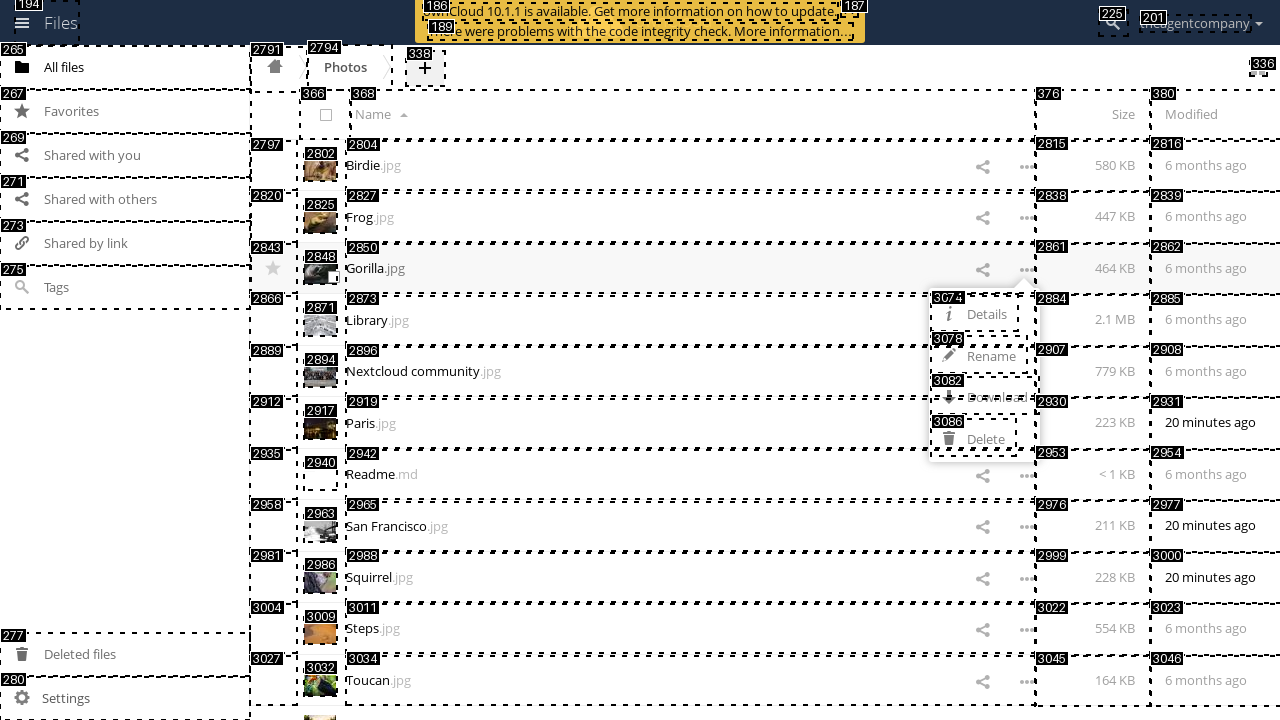 194
Files
186
ownCloud 10.1.1 is available. Get more information on how to update.
187
189
There were problems with the code integrity check. More information…
225
201
theagentcompany
265
All files
2791
2794
Photos
338
+
336
267
Favorites
366
368
Name
376
Size
380
Modified
269
Shared with you
2797
2802
2804
Birdie.jpg
2815
580 KB
2816
6 months ago
271
Shared with others
2820
2825
2827
Frog.jpg
2838
447 KB
2839
6 months ago
273
Shared by link
2843
2848
2850
Gorilla.jpg
2861
464 KB
2862
6 months ago
275
Tags
2866
2871
2873
Library.jpg
3074
Details
2884
2.1 MB
2885
6 months ago
3078
Rename
2889
2894
2896
Nextcloud community.jpg
2907
779 KB
2908
6 months ago
3082
Download
2912
2917
2919
Paris.jpg
2930
223 KB
2931
20 minutes ago
3086
Delete
2935
2940
2942
Readme.md
2953
< 1 KB
2954
6 months ago
2958
2963
2965
San Francisco.jpg
2976
211 KB
2977
20 minutes ago
2981
2986
2988
Squirrel.jpg
2999
228 KB
3000
20 minutes ago
3004
3009
3011
Steps.jpg
3022
554 KB
3023
6 months ago
277
Deleted files
3027
3032
3034
Toucan.jpg
3045
164 KB
3046
6 months ago
280
Settings